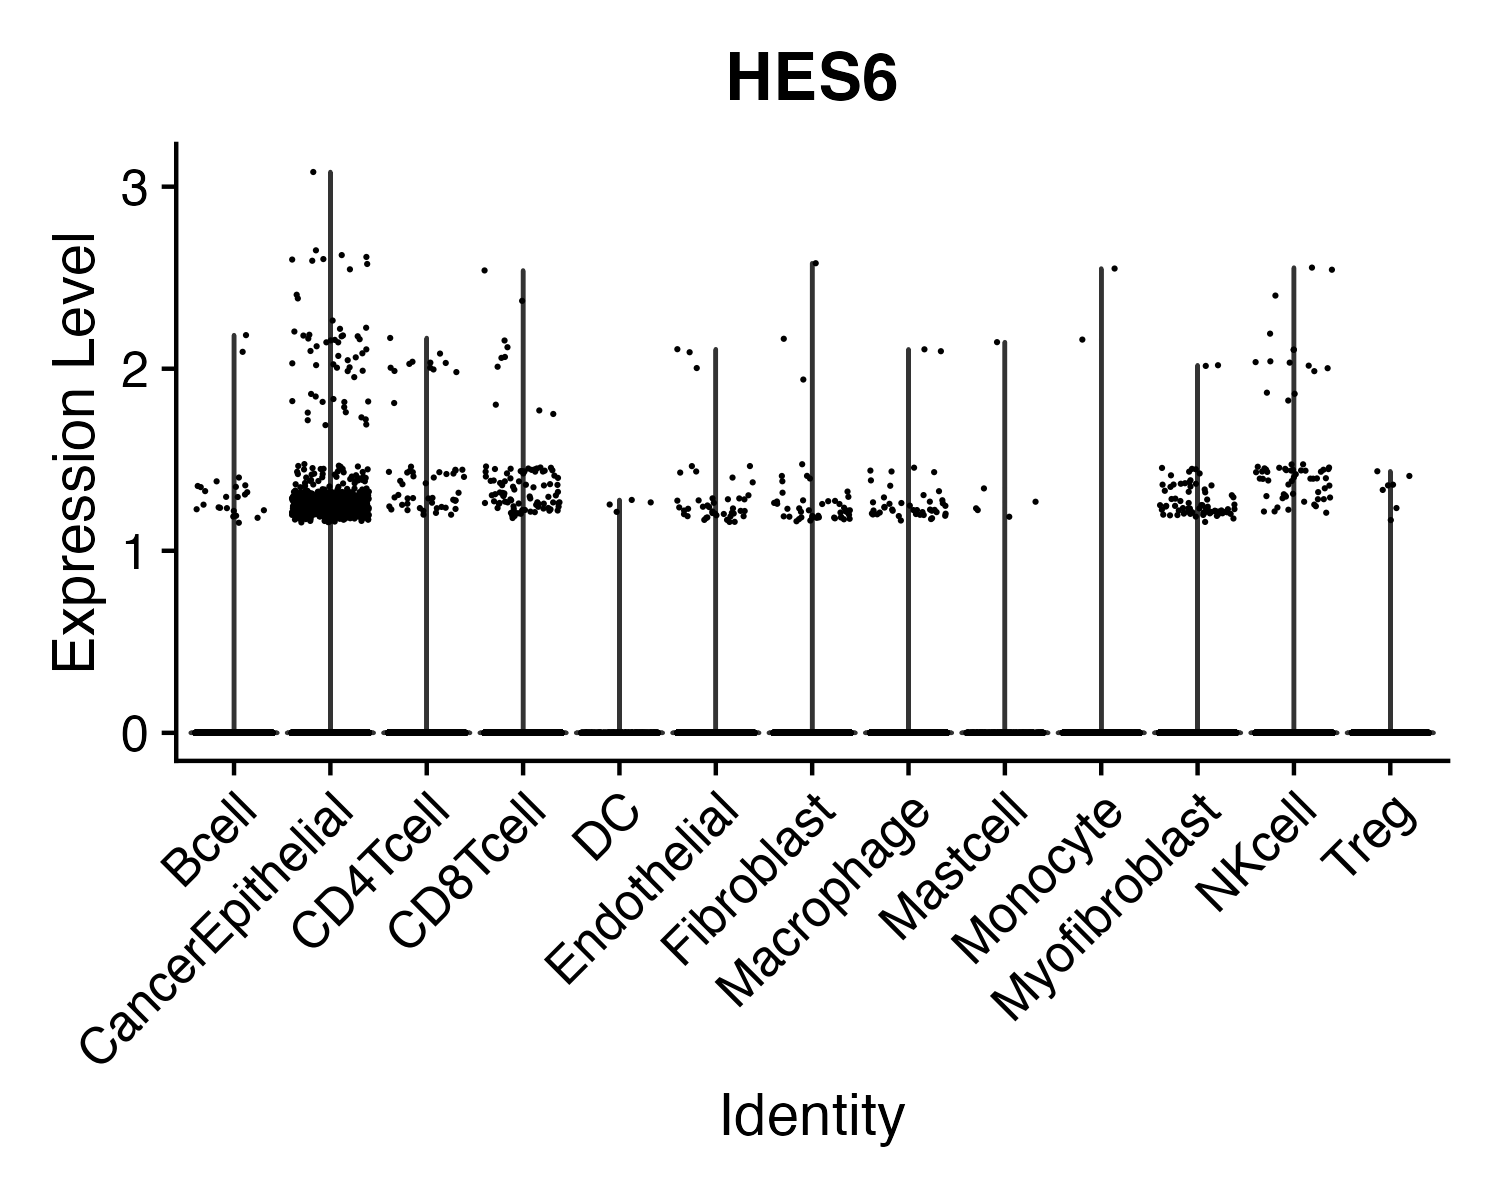 HES6
Expression Level
3
2
1
0
Bcell
CancerEpithelial
CD4Tcell
CD8Tcell
DC
Endothelial
Fibroblast
Macrophage
Mastcell
Monocyte
Myofibroblast
NKcell
Treg
Identity